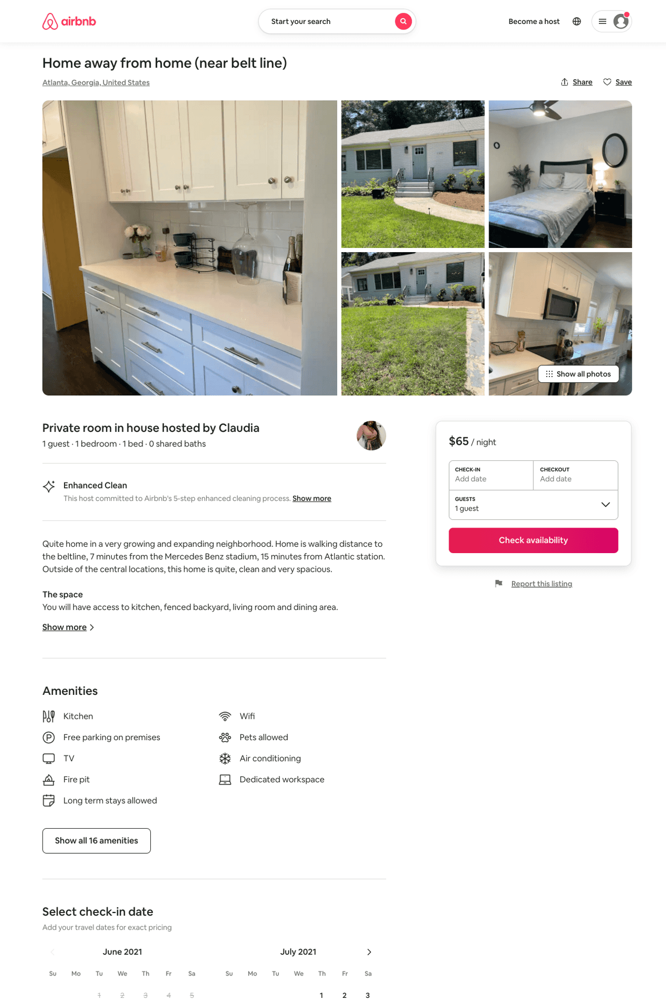 airbnb
Start your search
Become a host
Home away from home (near belt line)
Atlanta, Georgia, United States
Share
Save
Show all photos
Private room in house hosted by Claudia
1 guest · 1 bedroom · 1 bed · 0 shared baths
Enhanced Clean
This host committed to Airbnb's 5-step enhanced cleaning process. Show more
Quite home in a very growing and expanding neighborhood. Home is walking distance to
the beltline, 7 minutes from the Mercedes Benz stadium, 15 minutes from Atlantic station.
Outside of the central locations, this home is quite, clean and very spacious.
The space
You will have access to kitchen, fenced backyard, living room and dining area.
Show more
$65 / night
CHECK-IN
Add date
CHECKOUT
Add date
GUESTS
1 guest
Check availability
Report this listing
Amenities
Kitchen
Wifi
Free parking on premises
Pets allowed
TV
Air conditioning
Fire pit
Dedicated workspace
Long term stays allowed
Show all 16 amenities
Select check-in date
Add your travel dates for exact pricing
June 2021
Su Mo Tu We Th Fr Sa
1 2 3 4 5
July 2021
Su Mo Tu We Th Fr Sa
1 2 3